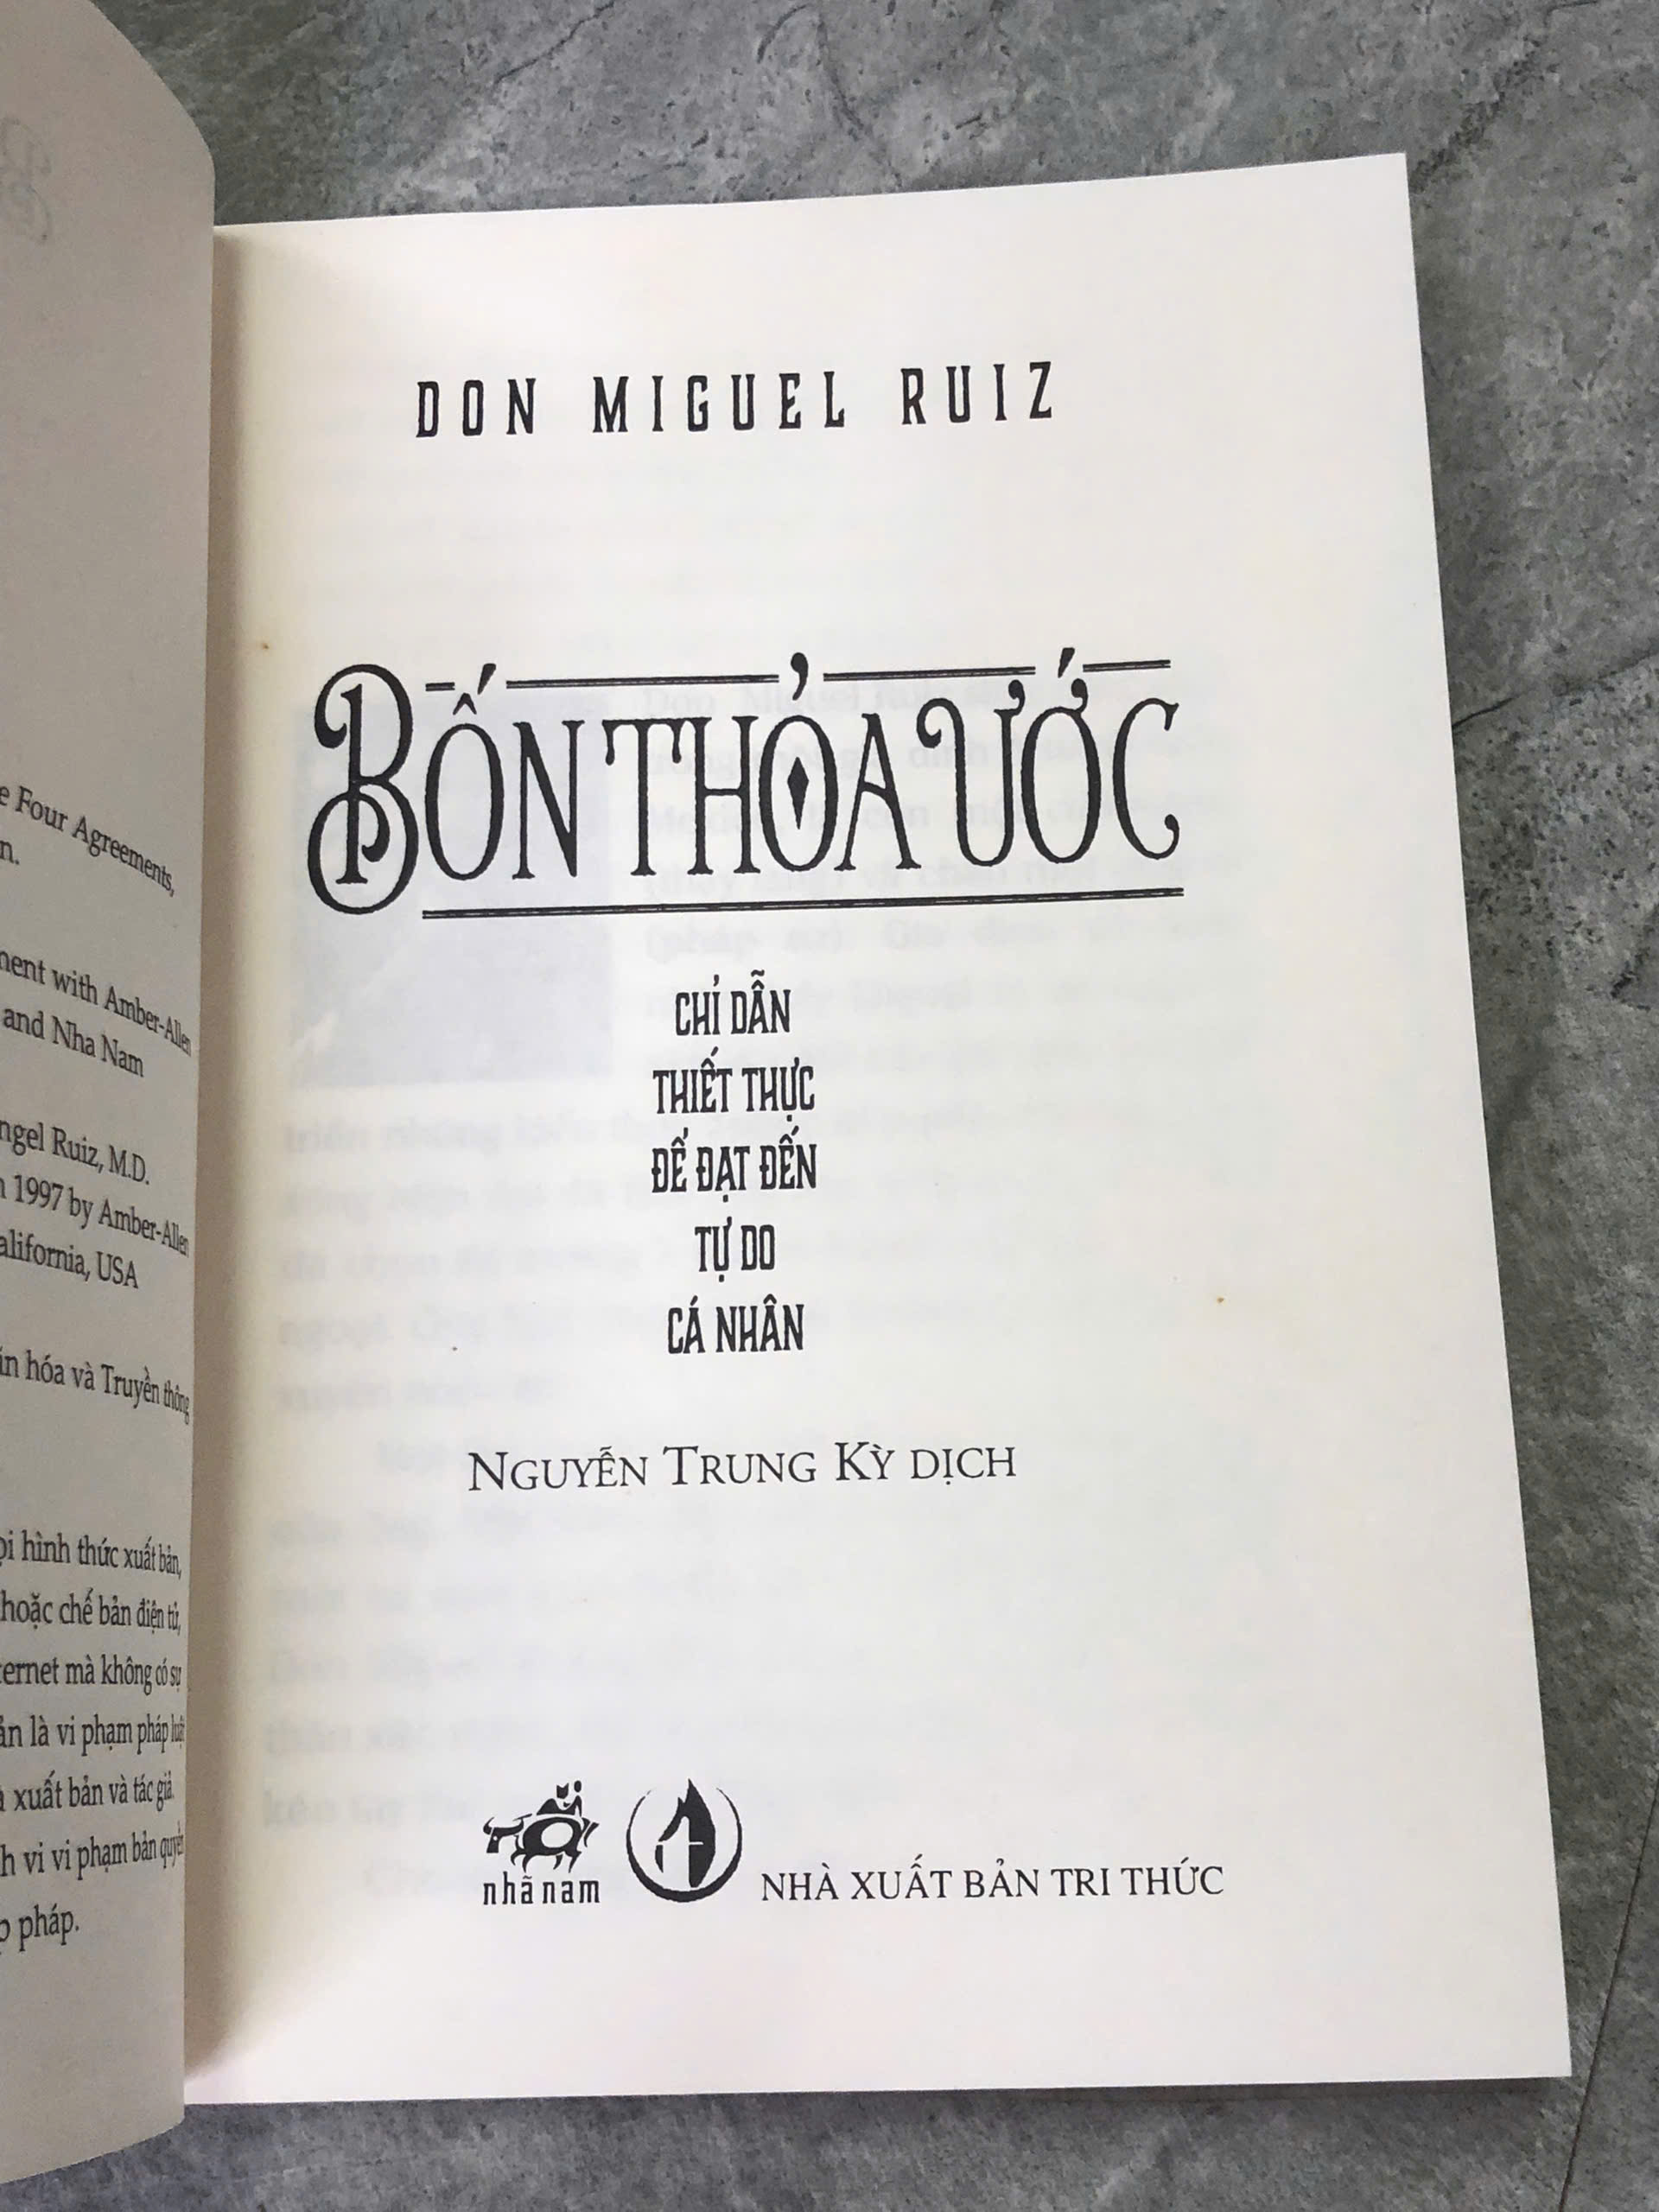 e Four Agreements,
n.
ment with Amber-Allen
and Nha Nam
ngel Ruiz, M.D.
n 1997 by Amber-Allen
alifornia, USA
ăn hóa và Truyền thông
ọi hình thức xuất bản,
hoặc chế bản điện tử,
ternet mà không có sự
ản là vi phạm pháp luật
à xuất bản và tác giả.
h vi vi phạm bản quyền
p pháp.
DON MIGUEL RUIZ
BỐN THỎA ƯỚC
CHỈ DẪN
THIẾT THỰC
ĐỂ ĐẠT ĐẾN
TỰ DO
CÁ NHÂN
NGUYỄN TRUNG KỲ DỊCH
nhã nam
NHÀ XUẤT BẢN TRI THỨC